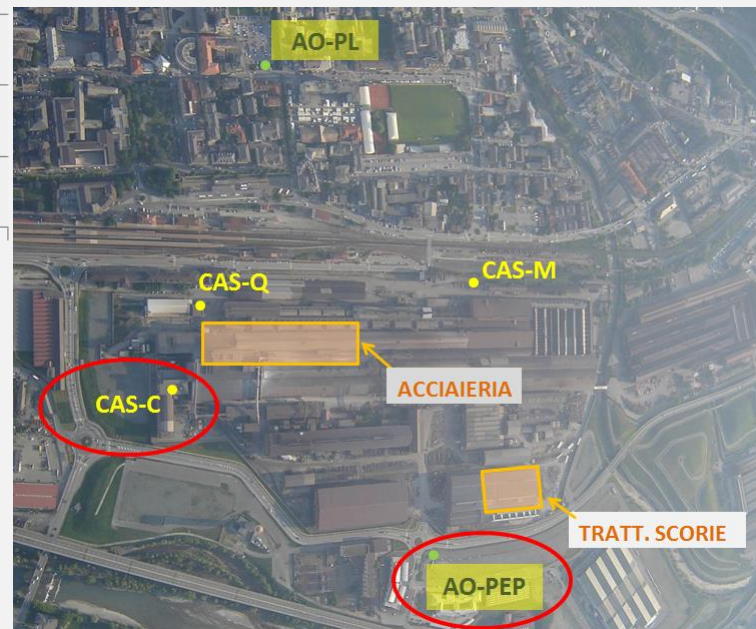 AO-PL
CAS-Q
CAS-M
ACCIAIERIA
CAS-C
TRATT. SCORIE
AO-PEP